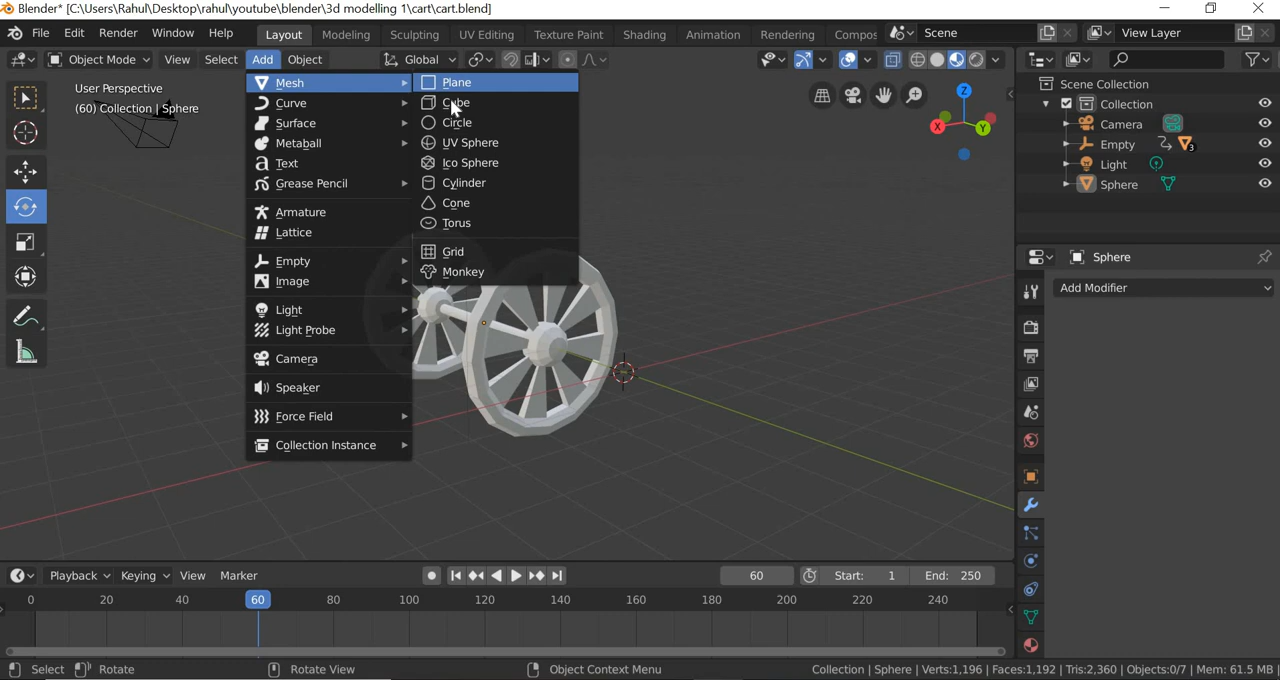 Blender* [C:\Users\Rahul\Desktop\rahul\youtube\blender\3d modelling 1\cart\cart.blend]
File Edit Render Window Help Layout Modeling Sculpting UV Editing Texture Paint Shading Animation Rendering Compos Scene View Layer
Object Mode View Select Add Object Global
User Perspective
(60) Collection | Sphere
Mesh
Curve
Surface
Metaball
Text
Grease Pencil
Armature
Lattice
Empty
Image
Light
Light Probe
Camera
Speaker
Force Field
Collection Instance
Plane
Cube
Circle
UV Sphere
Ico Sphere
Cylinder
Cone
Torus
Grid
Monkey
Z
X
Y
Scene Collection
Collection
Camera
Empty 3
Light
Sphere
Sphere
Add Modifier
Playback Keying View Marker 60 Start: 1 End: 250
0 20 40 60 80 100 120 140 160 180 200 220 240
Select Rotate Rotate View Object Context Menu Collection | Sphere | Verts:1,196 | Faces:1,192 | Tris:2,360 | Objects:0/7 | Mem: 61.5 MB